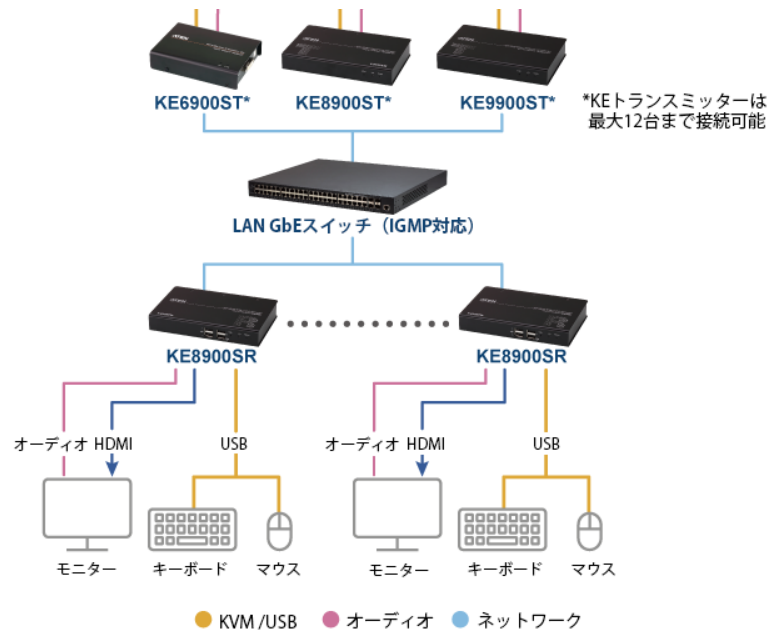 KE6900ST*
KE8900ST*
KE9900ST*
*KEトランスミッターは
最大12台まで接続可能
LAN GbEスイッチ（IGMP対応）
KE8900SR
KE8900SR
オーディオ HDMI USB
オーディオ HDMI USB
モニター キーボード マウス
モニター キーボード マウス
KVM /USB オーディオ ネットワーク